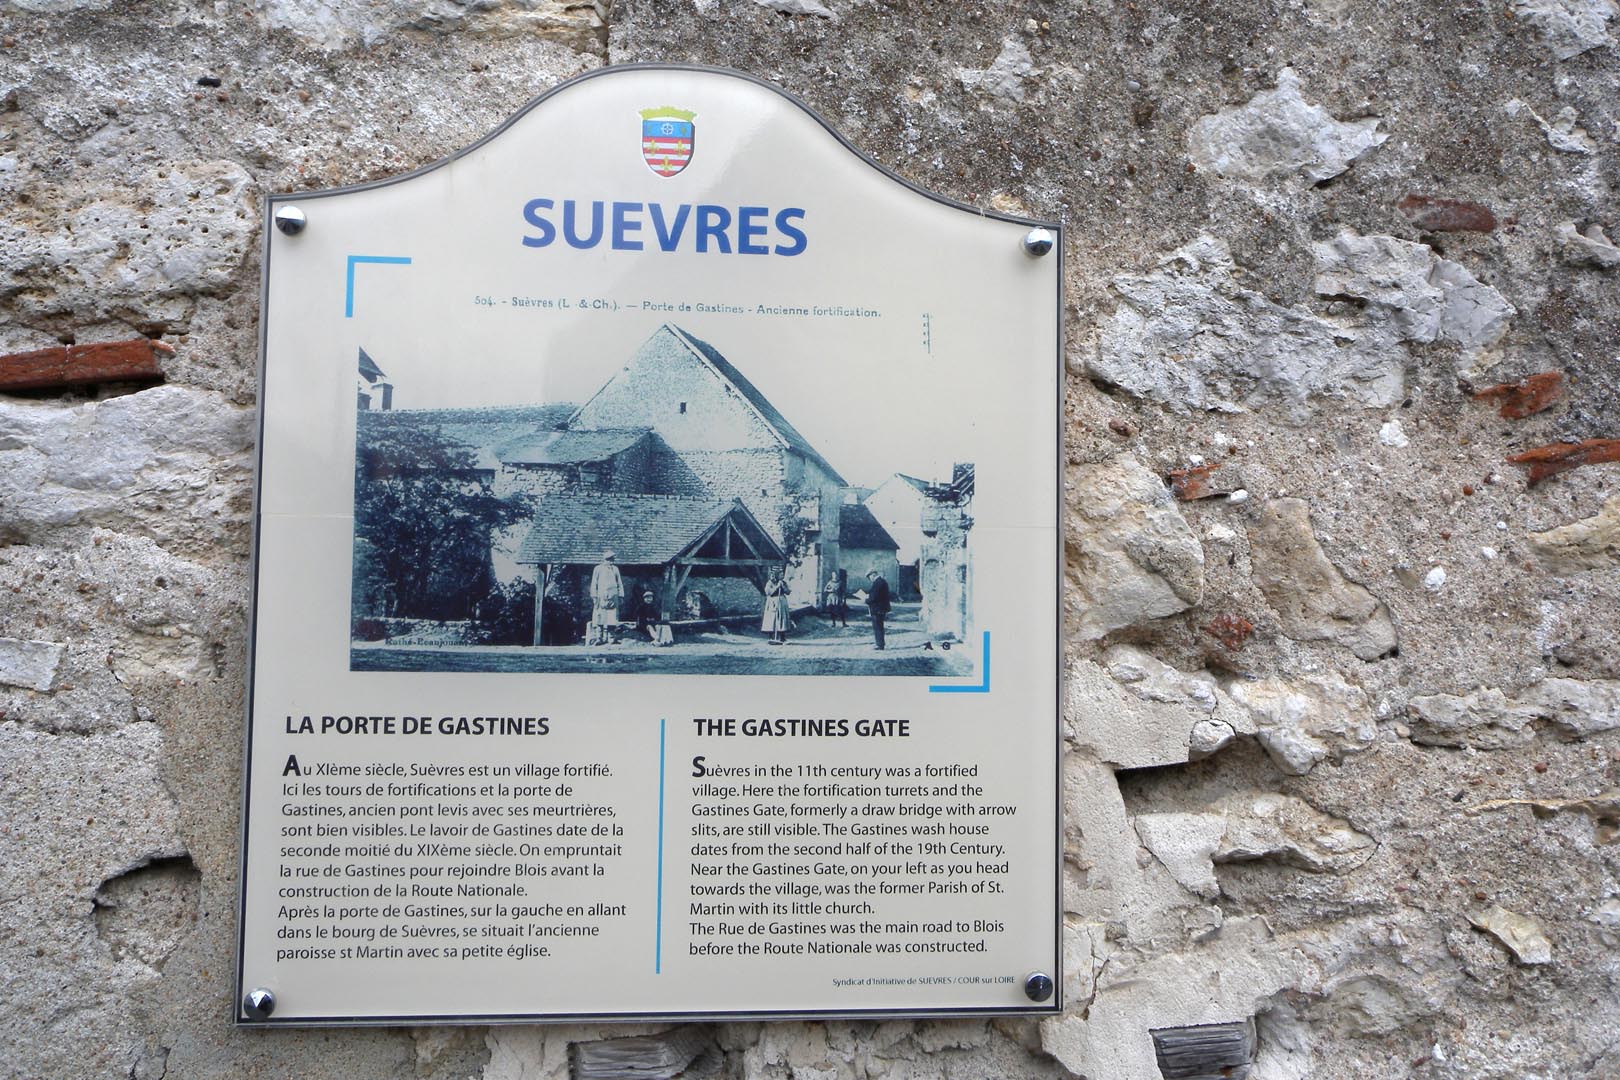 SUEVRES
504. - Suèvres (L & Ch.). — Porte de Gastines - Ancienne fortification.
A G
LA PORTE DE GASTINES
Au XIème siècle, Suèvres est un village fortifié.
Ici les tours de fortifications et la porte de
Gastines, ancien pont levis avec ses meurtrières,
sont bien visibles. Le lavoir de Gastines date de la
seconde moitié du XIXème siècle. On empruntait
la rue de Gastines pour rejoindre Blois avant la
construction de la Route Nationale.
Après la porte de Gastines, sur la gauche en allant
dans le bourg de Suèvres, se situait l'ancienne
paroisse st Martin avec sa petite église.
THE GASTINES GATE
Suèvres in the 11th century was a fortified
village. Here the fortification turrets and the
Gastines Gate, formerly a draw bridge with arrow
slits, are still visible. The Gastines wash house
dates from the second half of the 19th Century.
Near the Gastines Gate, on your left as you head
towards the village, was the former Parish of St.
Martin with its little church.
The Rue de Gastines was the main road to Blois
before the Route Nationale was constructed.
Syndicat d'Initiative de SUEVRES / COUR sur LOIRE